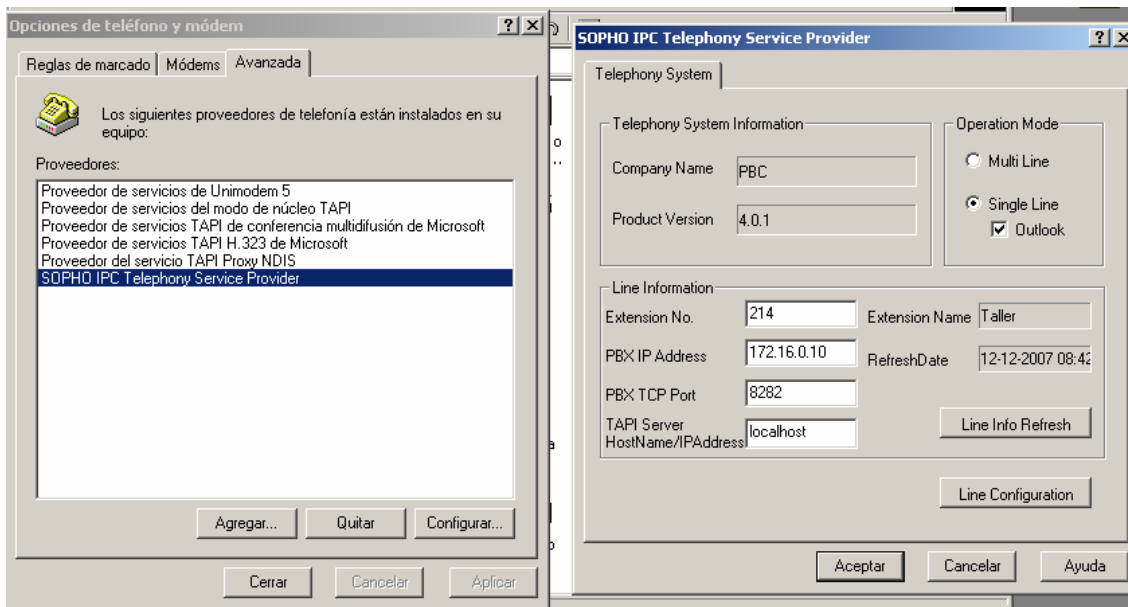 Opciones de teléfono y módem
Reglas de marcado
Módems
Avanzada
Los siguientes proveedores de telefonía están instalados en su
equipo:
Proveedores:
Proveedor de servicios de Unimodem 5
Proveedor de servicios del modo de núcleo TAPI
Proveedor de servicios TAPI de conferencia multidifusión de Microsoft
Proveedor de servicios TAPI H.323 de Microsoft
Proveedor del servicio TAPI Proxy NDIS
SOPHO IPC Telephony Service Provider
Agregar...
Quitar
Configurar...
Cerrar
Cancelar
Aplicar
SOPHO IPC Telephony Service Provider
Telephony System
Telephony System Information
Company Name
PBC
Product Version
4.0.1
Operation Mode
Multi Line
Single Line
Outlook
Line Information
Extension No.
214
Extension Name
Taller
PBX IP Address
172.16.0.10
RefreshDate
12-12-2007 08:42
PBX TCP Port
8282
TAPI Server
HostName/IPAddress
localhost
Line Info Refresh
Line Configuration
Aceptar
Cancelar
Ayuda